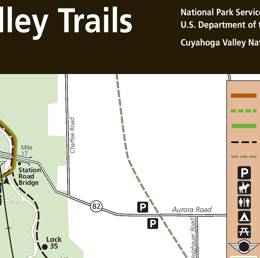 lley Trails
National Park Service
U.S. Department of t
Cuyahoga Valley Nat
Chaffee Road
Mile
17
Station
Road
Bridge
82
P
Aurora Road
P
Lock
35
P